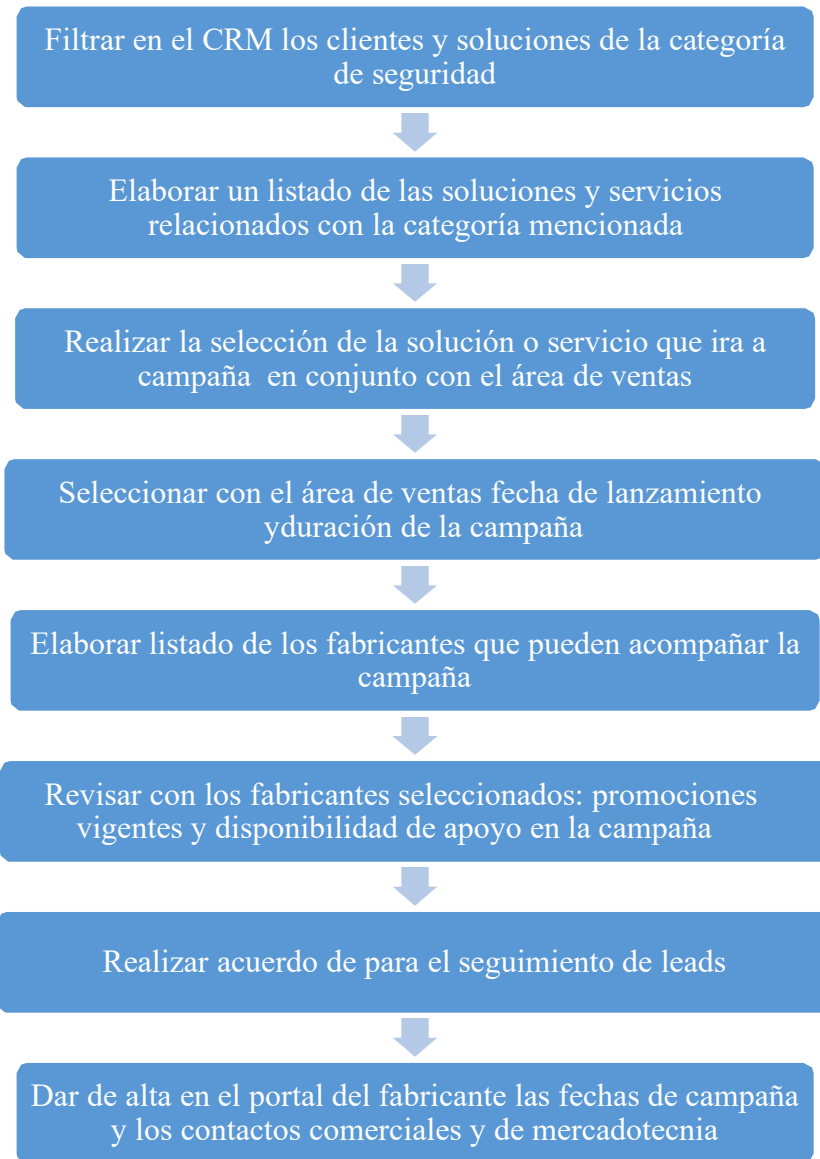 Filtrar en el CRM los clientes y soluciones de la categoría
de seguridad
Elaborar un listado de las soluciones y servicios
relacionados con la categoría mencionada
Realizar la selección de la solución o servicio que ira a
campaña en conjunto con el área de ventas
Seleccionar con el área de ventas fecha de lanzamiento
yduración de la campaña
Elaborar listado de los fabricantes que pueden acompañar la
campaña
Revisar con los fabricantes seleccionados: promociones
vigentes y disponibilidad de apoyo en la campaña
Realizar acuerdo de para el seguimiento de leads
Dar de alta en el portal del fabricante las fechas de campaña
y los contactos comerciales y de mercadotecnia